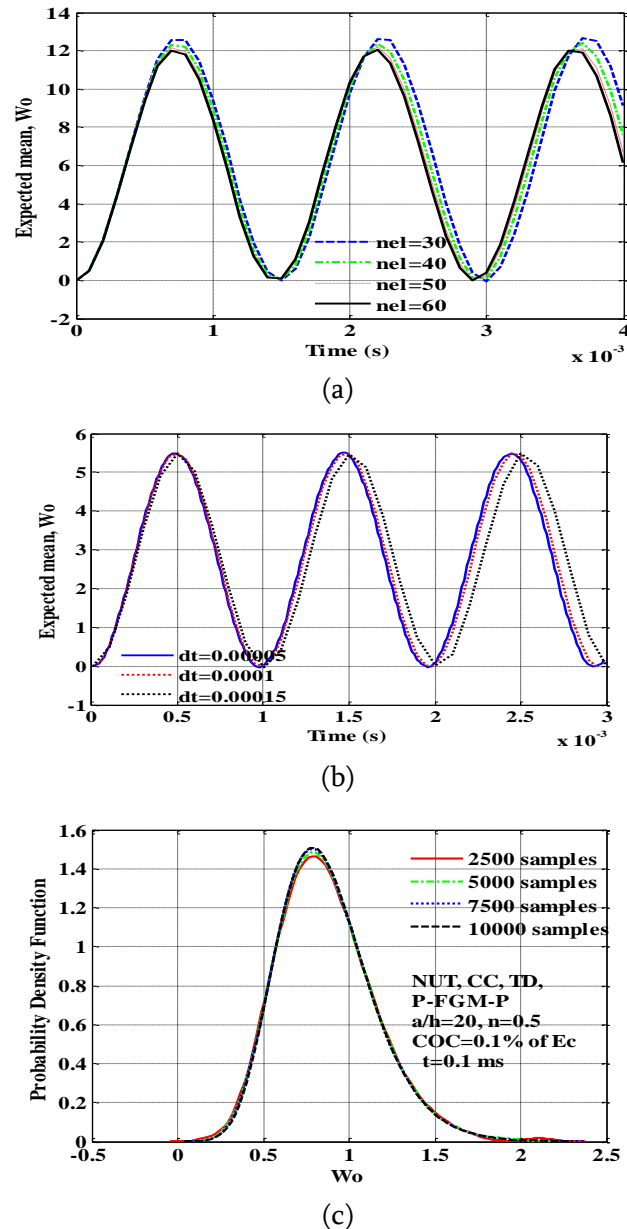 14
12
10
8
6
4
2
0
-2
Expected mean, Wo
nel=30
nel=40
nel=50
nel=60
0 1 2 3 4
Time (s)
x 10-3
(a)
6
5
4
3
2
1
0
-1
Expected mean, Wo
dt=0.00005
dt=0.0001
dt=0.00015
0 0.5 1 1.5 2 2.5 3
Time (s)
x 10-3
(b)
1.6
1.4
1.2
1
0.8
0.6
0.4
0.2
0
Probability Density Function
2500 samples
5000 samples
7500 samples
10000 samples
NUT, CC, TD,
P-FGM-P
a/h=20, n=0.5
COC=0.1% of Ec
t=0.1 ms
-0.5 0 0.5 1 1.5 2 2.5
Wo
(c)